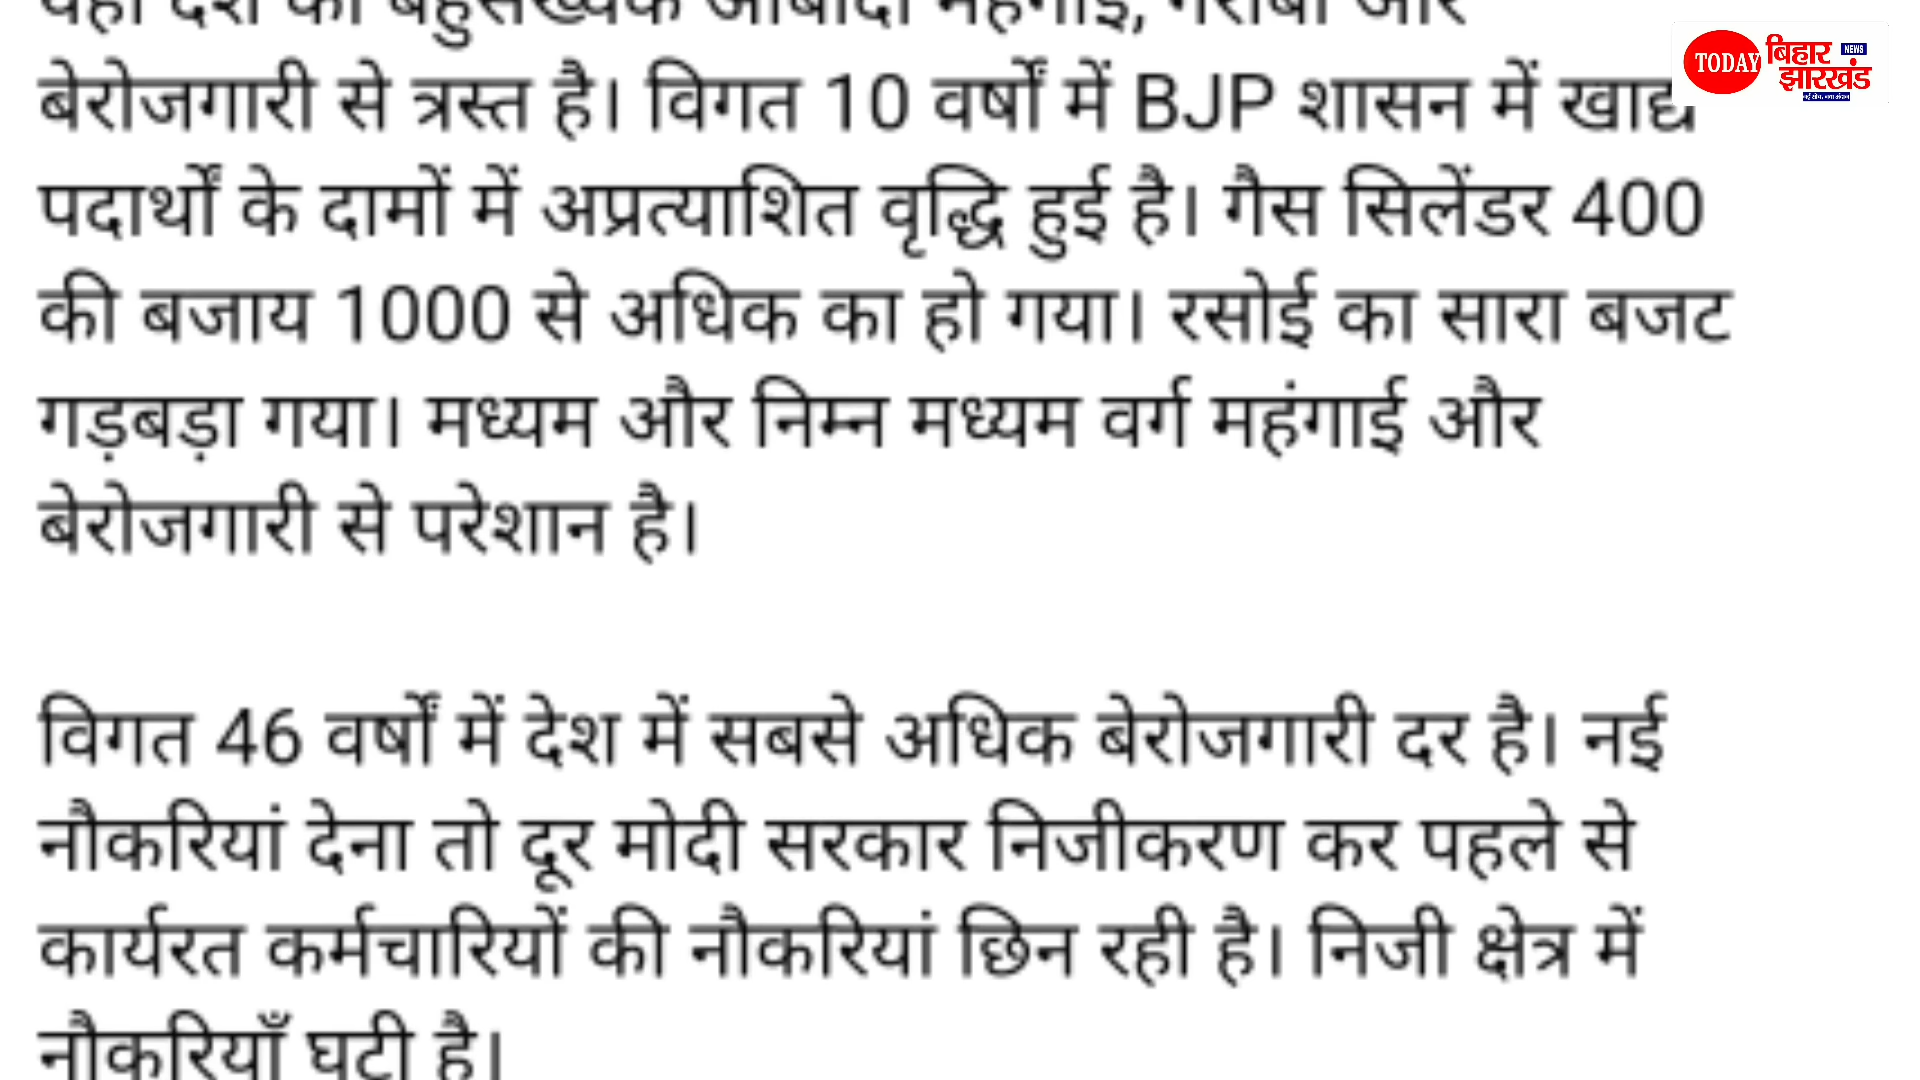 बेरोजगारी से त्रस्त है। विगत 10 वर्षों में BJP शासन में खाद्य
पदार्थों के दामों में अप्रत्याशित वृद्धि हुई है। गैस सिलेंडर 400
की बजाय 1000 से अधिक का हो गया। रसोई का सारा बजट
गड़बड़ा गया। मध्यम और निम्न मध्यम वर्ग महंगाई और
बेरोजगारी से परेशान है।
विगत 46 वर्षों में देश में सबसे अधिक बेरोजगारी दर है। नई
नौकरियां देना तो दूर मोदी सरकार निजीकरण कर पहले से
कार्यरत कर्मचारियों की नौकरियां छिन रही है। निजी क्षेत्र में
नौकरियाँ घटी है।
TODAY बिहार NEWS
झारखंड